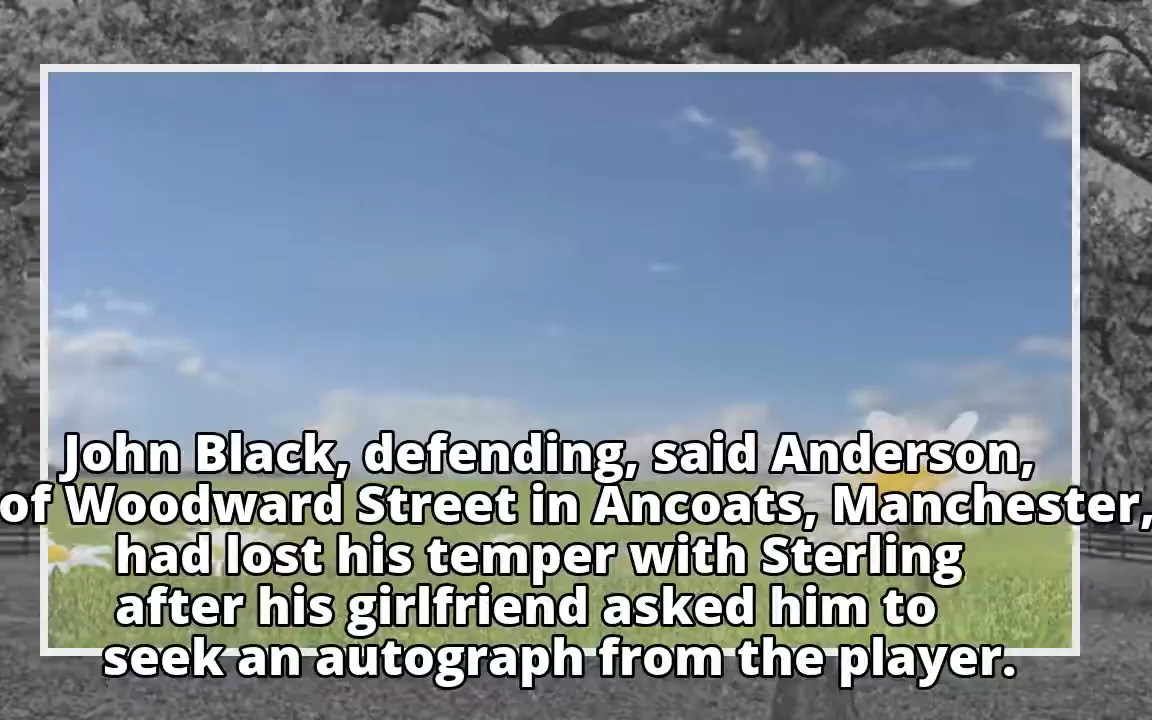 John Black, defending, said Anderson,
of Woodward Street in Ancoats, Manchester,
had lost his temper with Sterling
after his girlfriend asked him to
seek an autograph from the player.